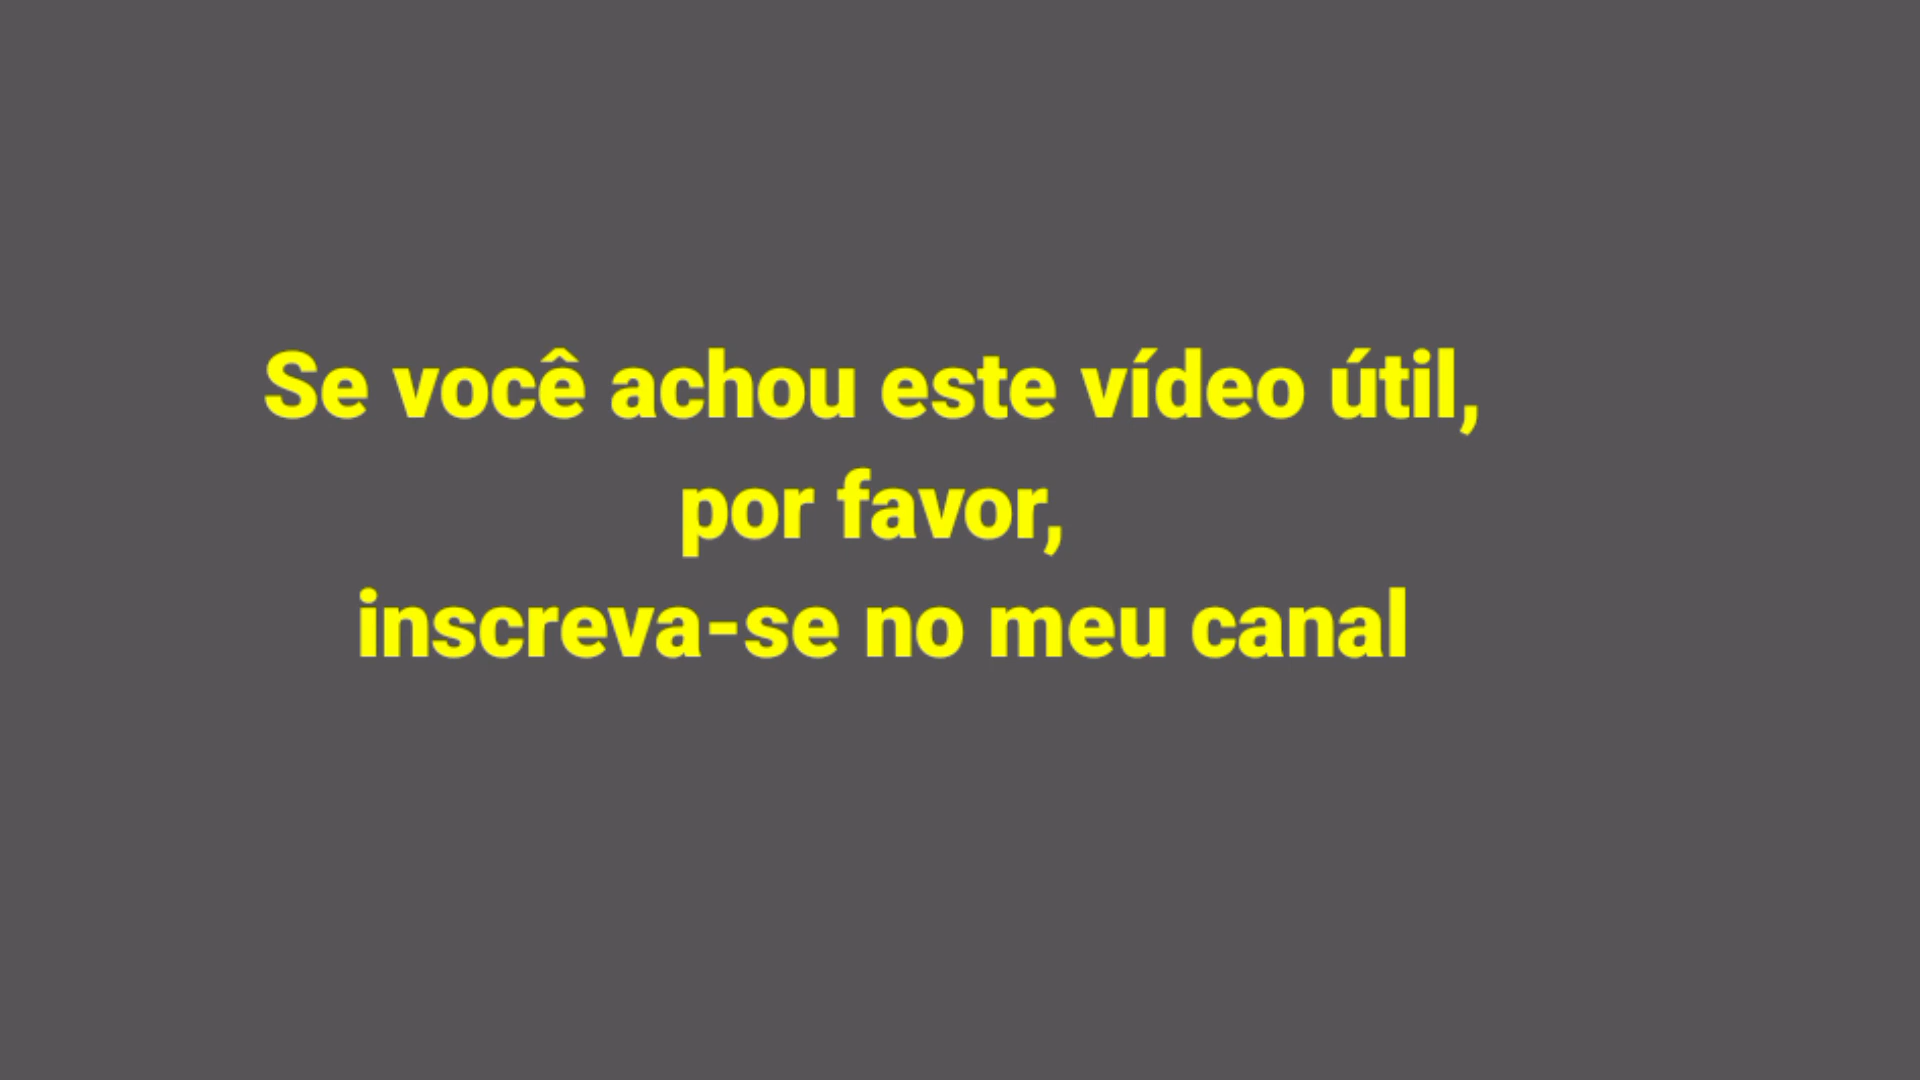 Se você achou este vídeo útil,
por favor,
inscreva-se no meu canal